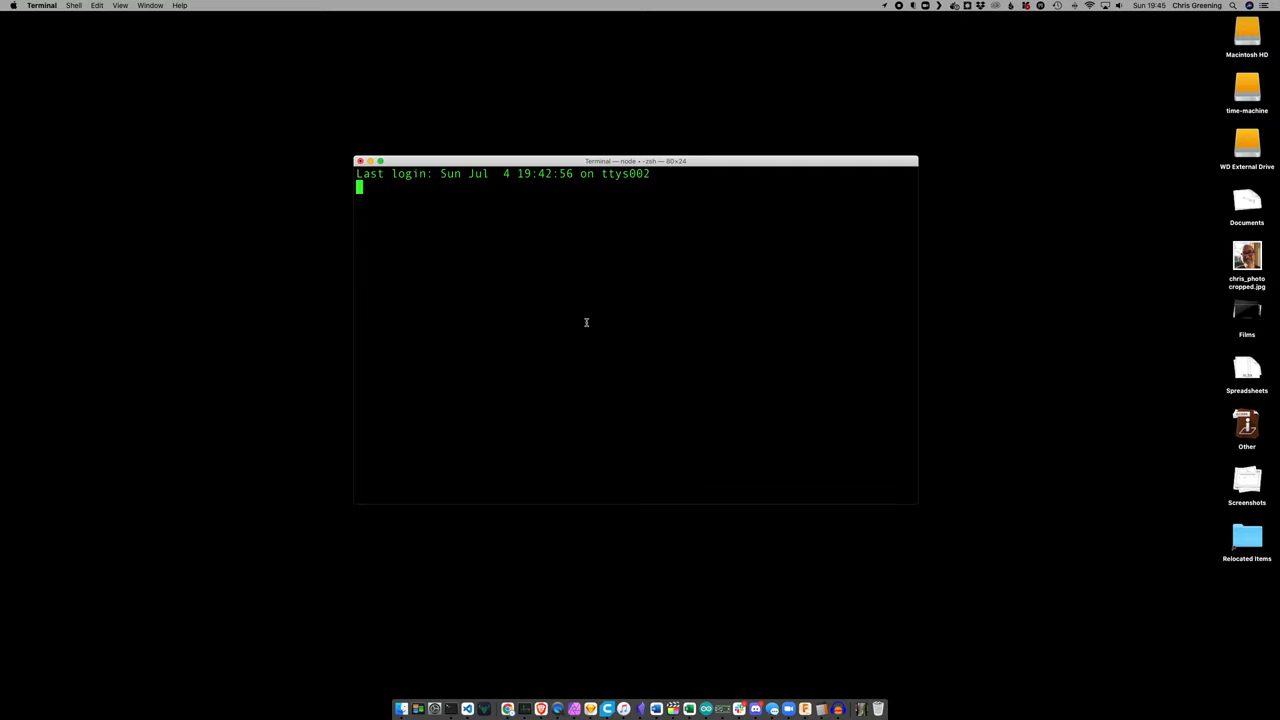 Terminal Shell Edit View Window Help
Sun 19:45 Chris Greening
Terminal — node • -zsh — 80×24
Last login: Sun Jul  4 19:42:56 on ttys002
Macintosh HD
time-machine
WD External Drive
Documents
chris_photo
cropped.jpg
Films
Spreadsheets
Other
Screenshots
Relocated Items